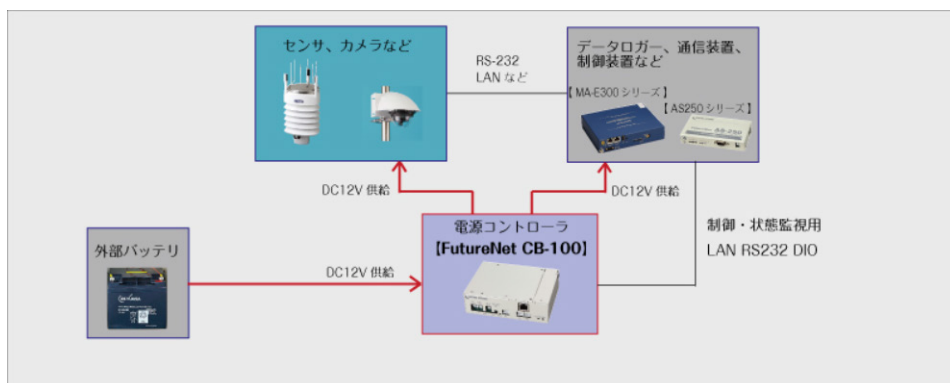 センサ、カメラなど
RS-232
LAN など
データロガー、通信装置、
制御装置など
【 MA-E300 シリーズ 】
【 AS250 シリーズ 】
DC12V 供給
DC12V 供給
電源コントローラ
【FutureNet CB-100】
制御・状態監視用
LAN RS232 DIO
外部バッテリ
DC12V 供給
AS-250